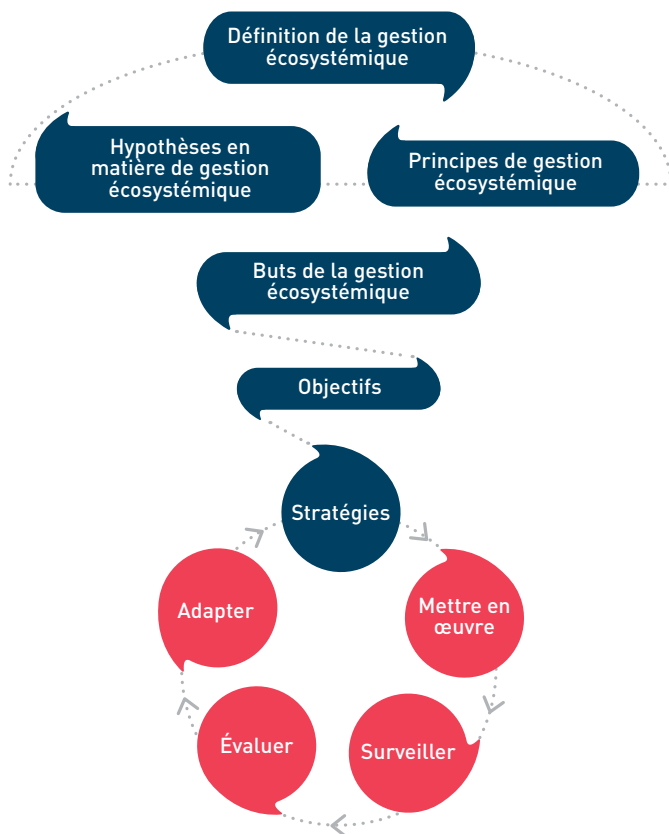 Définition de la gestion
écosystémique
Hypothèses en
matière de gestion
écosystémique
Principes de gestion
écosystémique
Buts de la gestion
écosystémique
Objectifs
Stratégies
Mettre en
œuvre
Surveiller
Évaluer
Adapter